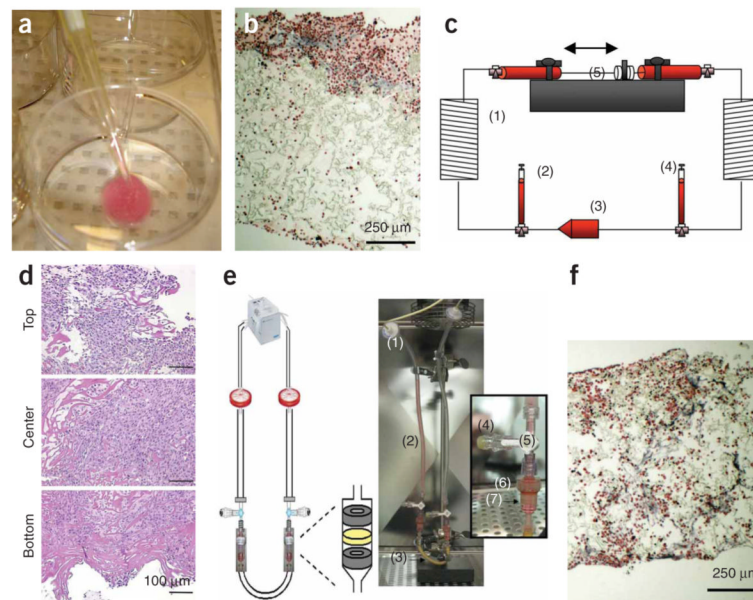 a
b
250 μm
c
(1)
(2)
(3)
(4)
(5)
d
Top
Center
Bottom
100 μm
e
(1)
(2)
(3)
(4)
(5)
(6)
(7)
f
250 μm